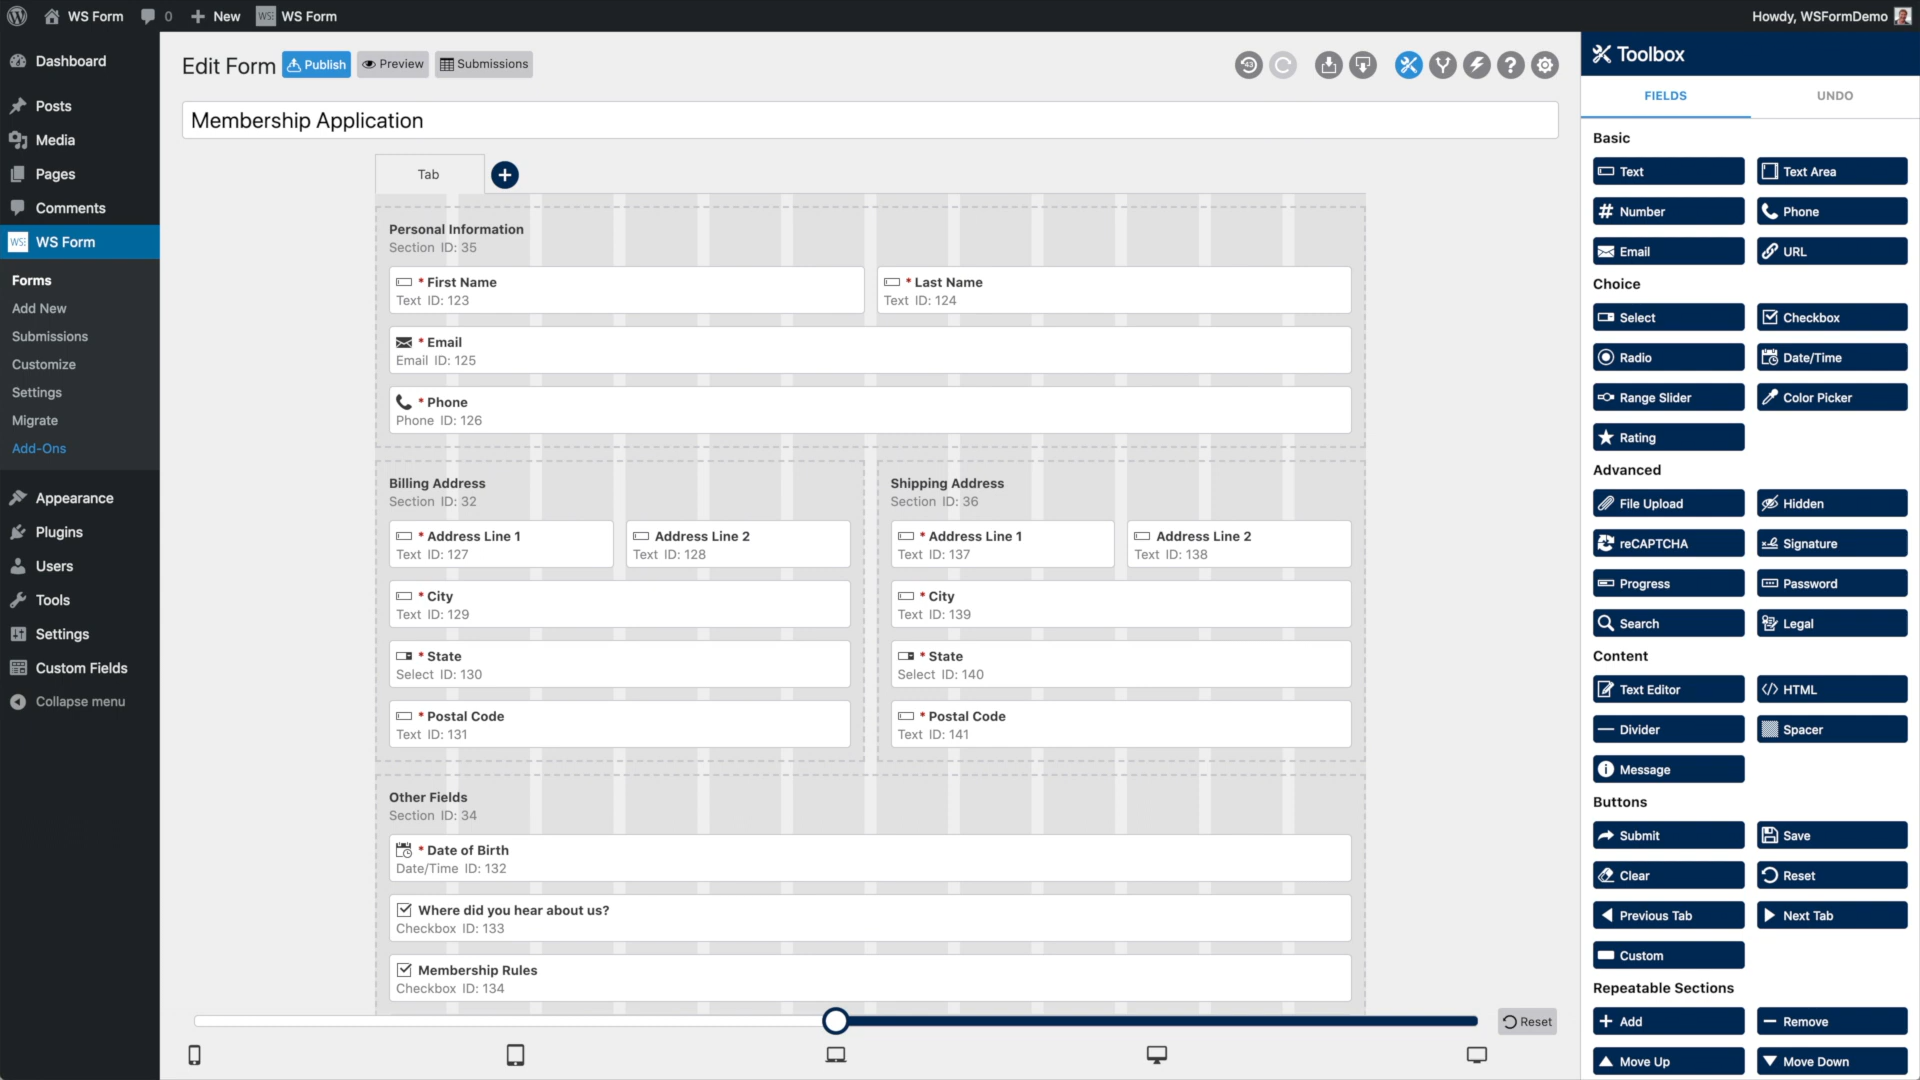 WS Form
0
New
WS Form
Howdy, WSFormDemo
Dashboard
Posts
Media
Pages
Comments
WS Form
Forms
Add New
Submissions
Customize
Settings
Migrate
Add-Ons
Appearance
Plugins
Users
Tools
Settings
Custom Fields
Collapse menu
Edit Form
Publish
Preview
Submissions
43
Membership Application
Tab
Personal Information
Section ID: 35
* First Name
Text ID: 123
* Last Name
Text ID: 124
* Email
Email ID: 125
* Phone
Phone ID: 126
Billing Address
Section ID: 32
* Address Line 1
Text ID: 127
Address Line 2
Text ID: 128
* City
Text ID: 129
* State
Select ID: 130
* Postal Code
Text ID: 131
Shipping Address
Section ID: 36
* Address Line 1
Text ID: 137
Address Line 2
Text ID: 138
* City
Text ID: 139
* State
Select ID: 140
* Postal Code
Text ID: 141
Other Fields
Section ID: 34
* Date of Birth
Date/Time ID: 132
Where did you hear about us?
Checkbox ID: 133
Membership Rules
Checkbox ID: 134
Reset
Toolbox
FIELDS
UNDO
Basic
Text
Text Area
Number
Phone
Email
URL
Choice
Select
Checkbox
Radio
Date/Time
Range Slider
Color Picker
Rating
Advanced
File Upload
Hidden
reCAPTCHA
Signature
Progress
Password
Search
Legal
Content
Text Editor
HTML
Divider
Spacer
Message
Buttons
Submit
Save
Clear
Reset
Previous Tab
Next Tab
Custom
Repeatable Sections
Add
Remove
Move Up
Move Down